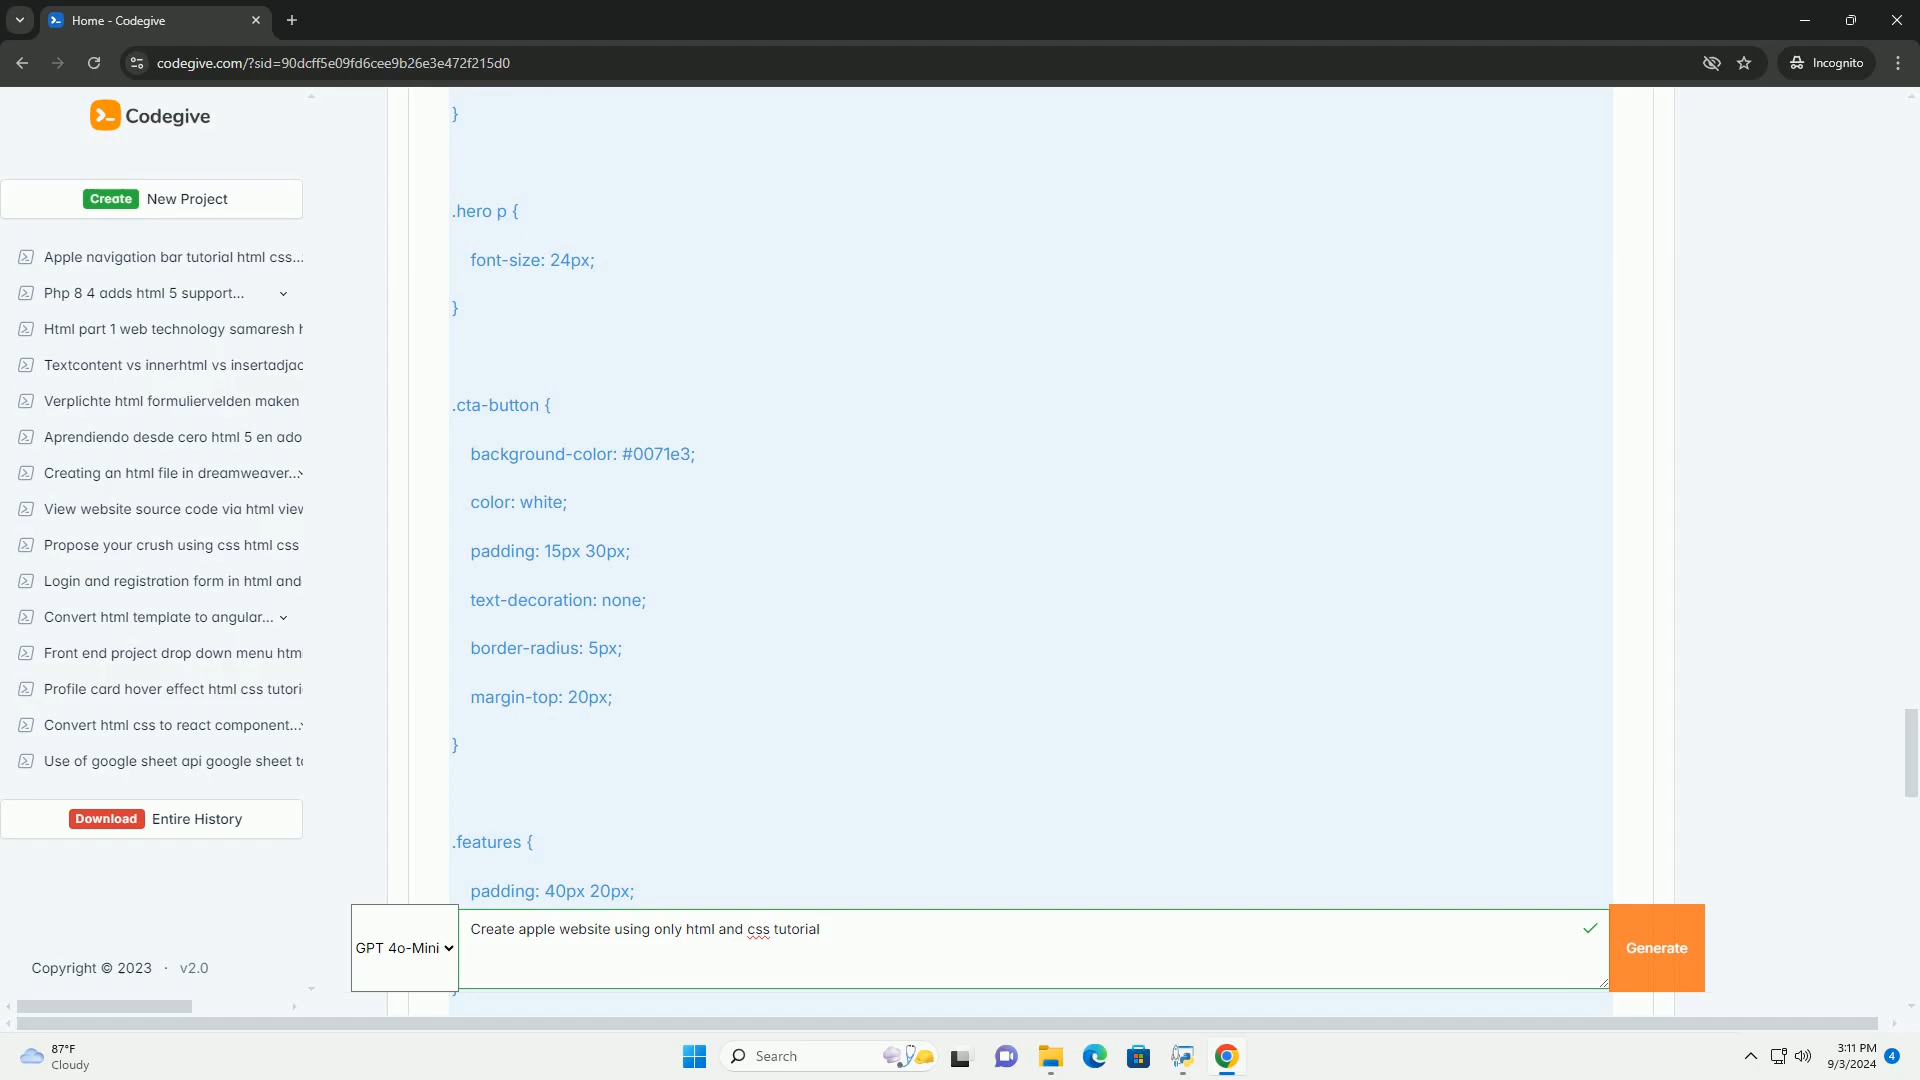 Home - Codegive
codegive.com/?sid=90dcff5e09fd6cee9b26e3e472f215d0
Incognito
Codegive
Create New Project
Apple navigation bar tutorial html css...
Php 8 4 adds html 5 support...
Html part 1 web technology samaresh
Textcontent vs innerhtml vs insertadjac
Verplichte html formuliervelden maken
Aprendiendo desde cero html 5 en ado
Creating an html file in dreamweaver...
View website source code via html view
Propose your crush using css html css
Login and registration form in html and
Convert html template to angular...
Front end project drop down menu htm
Profile card hover effect html css tutori
Convert html css to react component...
Use of google sheet api google sheet to
Download Entire History
Copyright © 2023 · v2.0
}
.hero p {
font-size: 24px;
}
.cta-button {
background-color: #0071e3;
color: white;
padding: 15px 30px;
text-decoration: none;
border-radius: 5px;
margin-top: 20px;
}
.features {
padding: 40px 20px;
GPT 4o-Mini
Create apple website using only html and css tutorial
Generate
87°F
Cloudy
Search
3:11 PM
9/3/2024
4